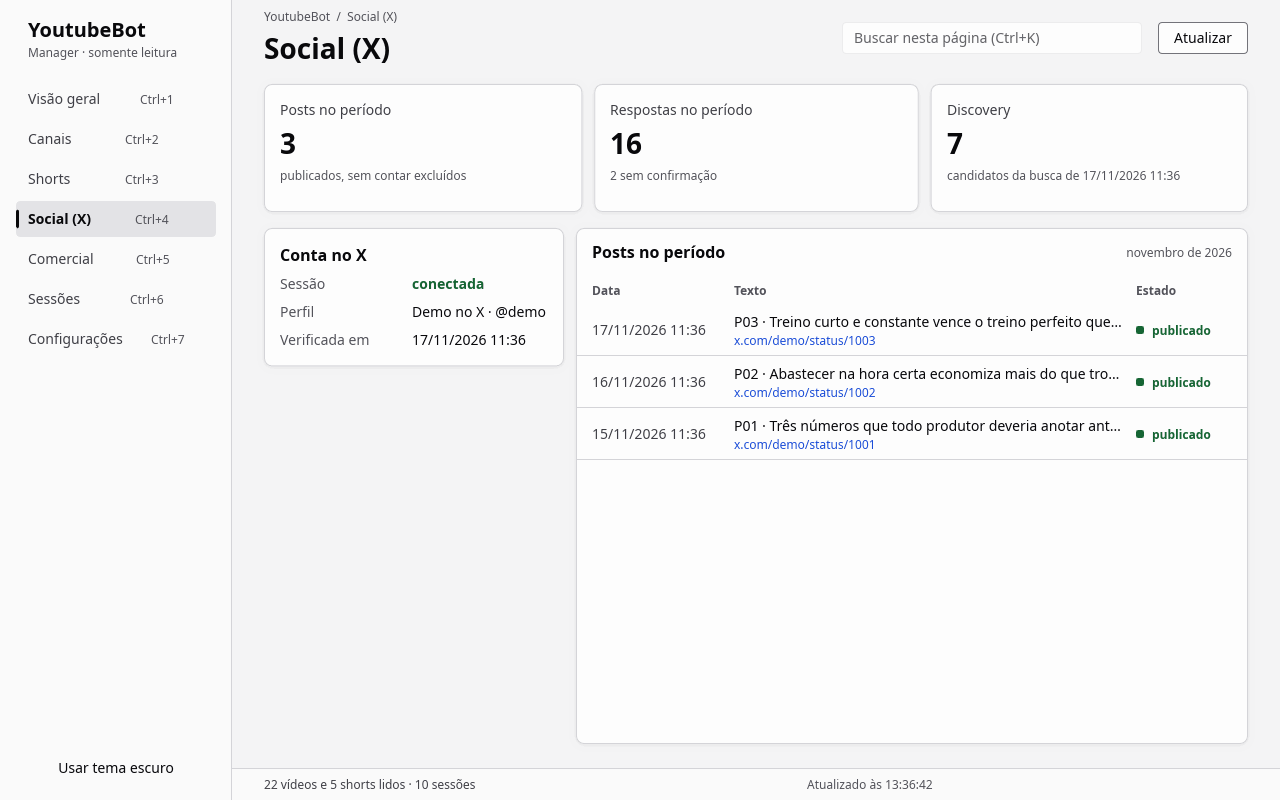 YoutubeBot
Manager · somente leitura
Visão geral Ctrl+1
Canais Ctrl+2
Shorts Ctrl+3
Social (X) Ctrl+4
Comercial Ctrl+5
Sessões Ctrl+6
Configurações Ctrl+7
Usar tema escuro
YoutubeBot / Social (X)
Social (X)
Buscar nesta página (Ctrl+K)
Atualizar
Posts no período
3
publicados, sem contar excluídos
Respostas no período
16
2 sem confirmação
Discovery
7
candidatos da busca de 17/11/2026 11:36
Conta no X
Sessão conectada
Perfil Demo no X · @demo
Verificada em 17/11/2026 11:36
Posts no período novembro de 2026
Data Texto Estado
17/11/2026 11:36 P03 · Treino curto e constante vence o treino perfeito que… publicado
x.com/demo/status/1003
16/11/2026 11:36 P02 · Abastecer na hora certa economiza mais do que tro… publicado
x.com/demo/status/1002
15/11/2026 11:36 P01 · Três números que todo produtor deveria anotar ant… publicado
x.com/demo/status/1001
22 vídeos e 5 shorts lidos · 10 sessões Atualizado às 13:36:42